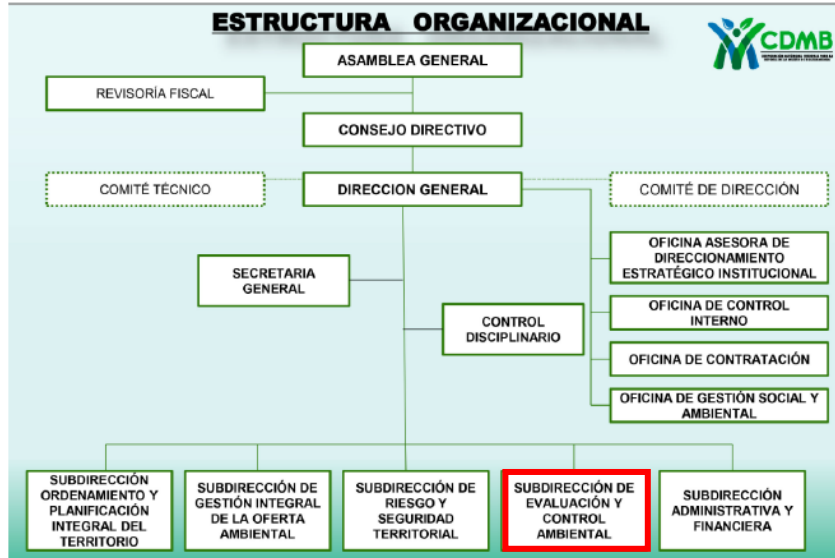 ESTRUCTURA ORGANIZACIONAL
CDMB
ASAMBLEA GENERAL
REVISORÍA FISCAL
CONSEJO DIRECTIVO
COMITÉ TÉCNICO
DIRECCION GENERAL
COMITÉ DE DIRECCIÓN
OFICINA ASESORA DE
DIRECCIONAMIENTO
ESTRATÉGICO INSTITUCIONAL
SECRETARIA
GENERAL
OFICINA DE CONTROL
INTERNO
CONTROL
DISCIPLINARIO
OFICINA DE CONTRATACIÓN
OFICINA DE GESTIÓN SOCIAL Y
AMBIENTAL
SUBDIRECCIÓN
ORDENAMIENTO Y
PLANIFICACIÓN
INTEGRAL DEL
TERRITORIO
SUBDIRECCIÓN DE
GESTIÓN INTEGRAL
DE LA OFERTA
AMBIENTAL
SUBDIRECCIÓN DE
RIESGO Y
SEGURIDAD
TERRITORIAL
SUBDIRECCIÓN DE
EVALUACIÓN Y
CONTROL
AMBIENTAL
SUBDIRECCIÓN
ADMINISTRATIVA Y
FINANCIERA